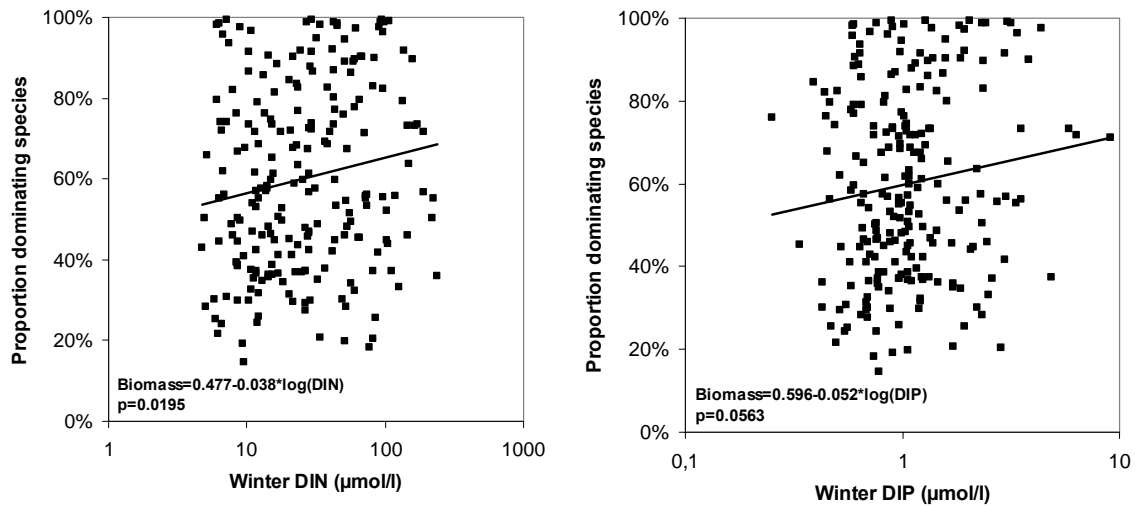 100%
80%
60%
40%
20%
0%
Proportion dominating species
Biomass=0.477-0.038*log(DIN)
p=0.0195
1
10
100
1000
Winter DIN (µmol/l)
100%
80%
60%
40%
20%
0%
Proportion dominating species
Biomass=0.596-0.052*log(DIP)
p=0.0563
0,1
1
10
Winter DIP (µmol/l)